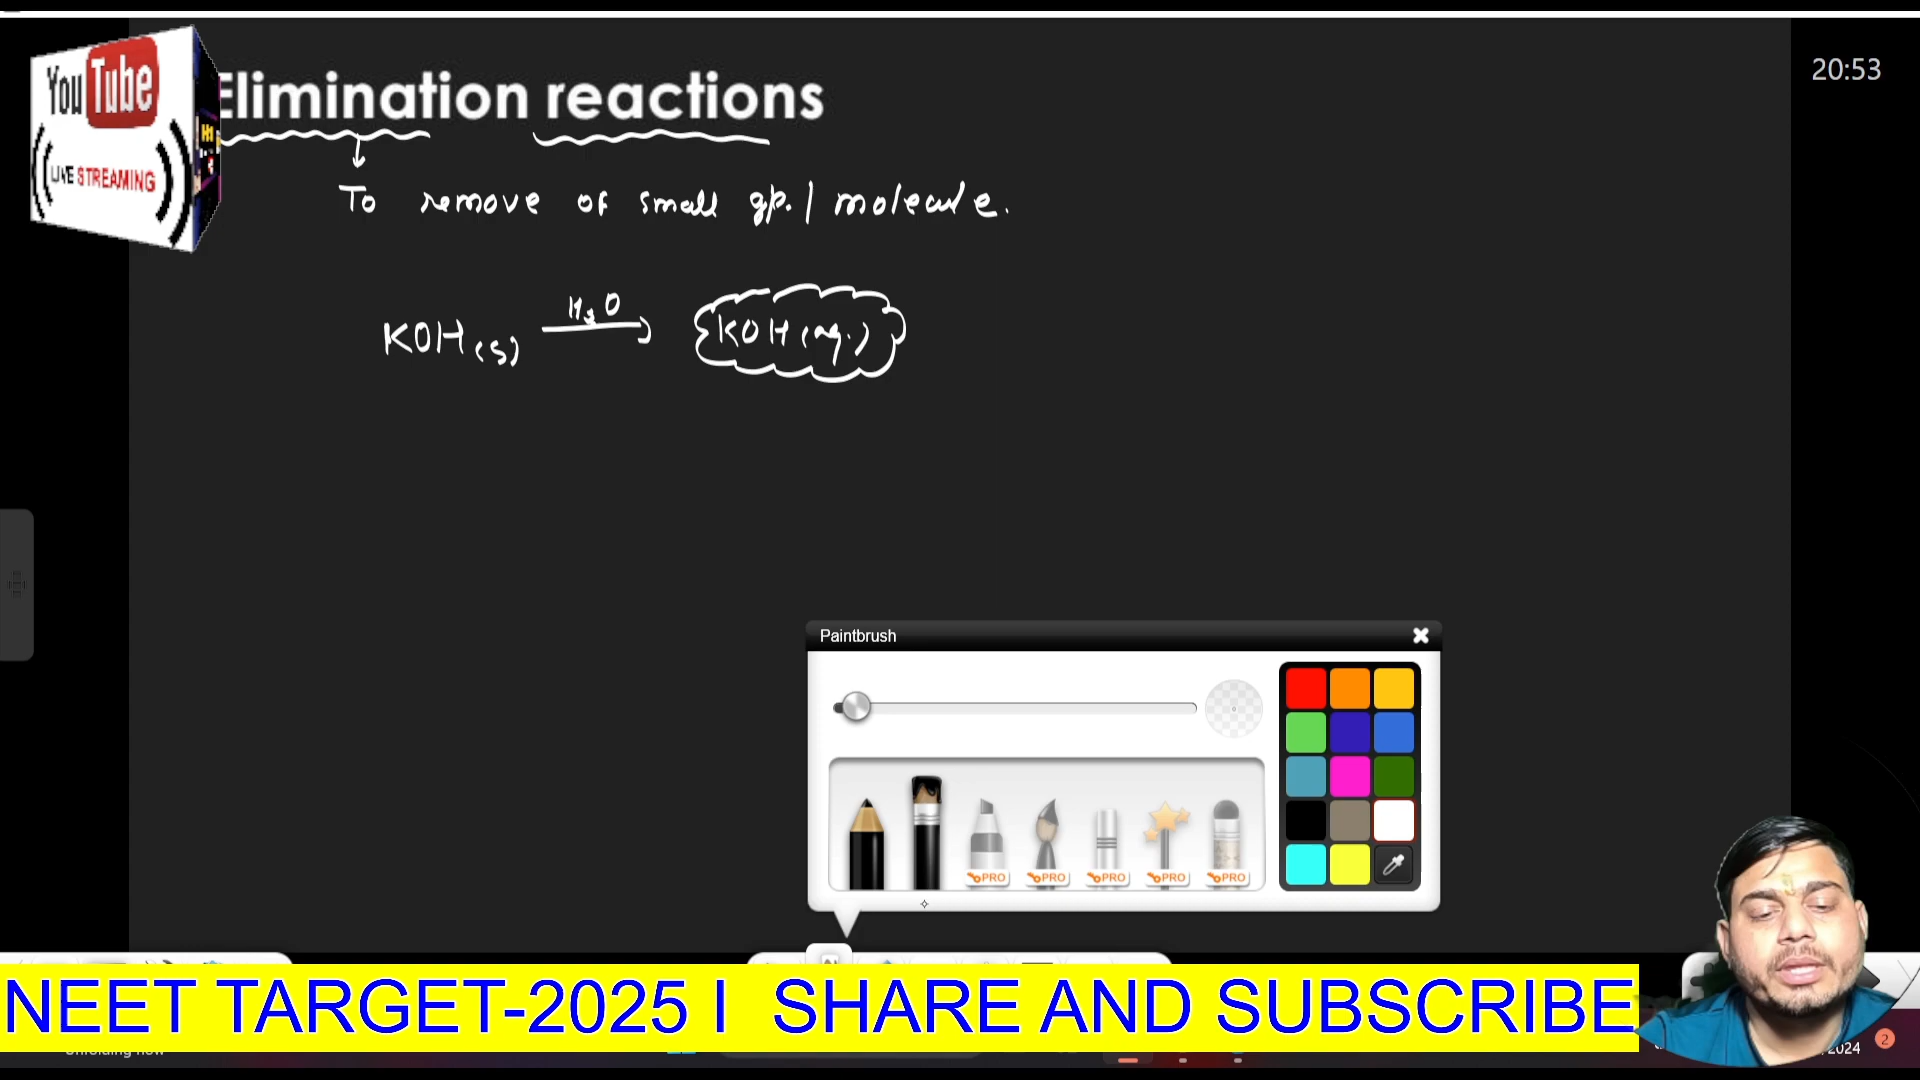 YouTube
LIVE STREAMING
Elimination reactions
20:53
To remove of small gp. / molecule.
KOH(s) H2O → KOH(aq.)
Paintbrush
PRO PRO PRO PRO PRO
NEET TARGET-2025 I SHARE AND SUBSCRIBE
2024
2